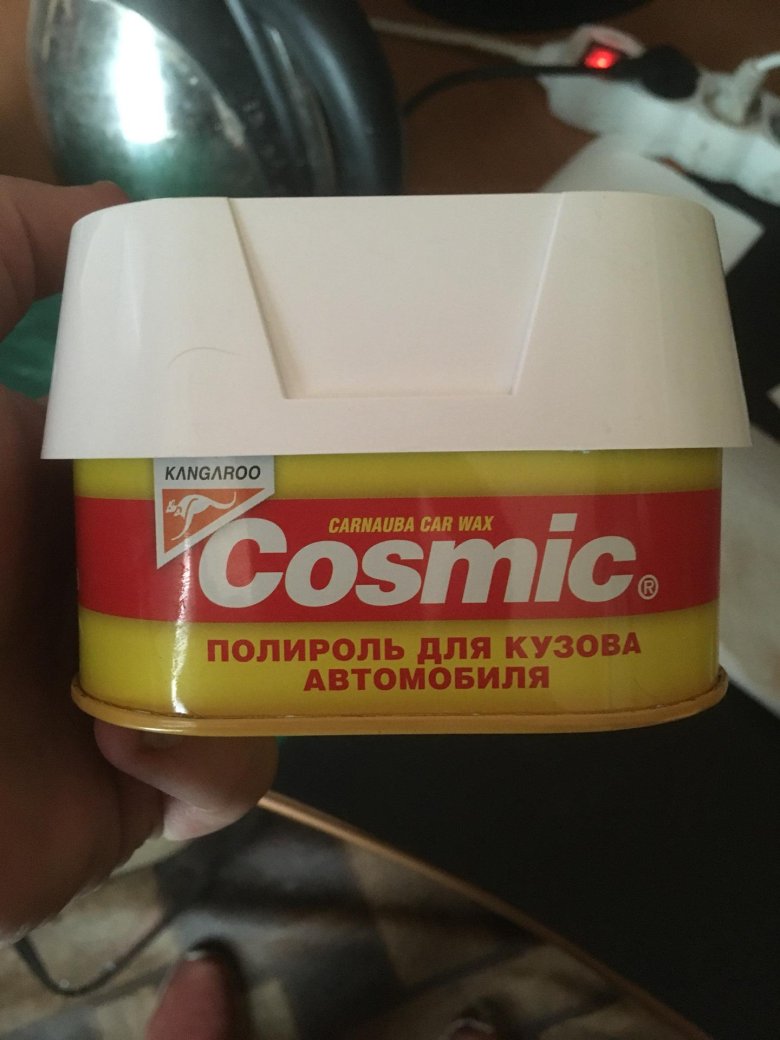 KANGAROO
CARNAUBA CAR WAX
Cosmic®
ПОЛИРОЛЬ ДЛЯ КУЗОВА
АВТОМОБИЛЯ